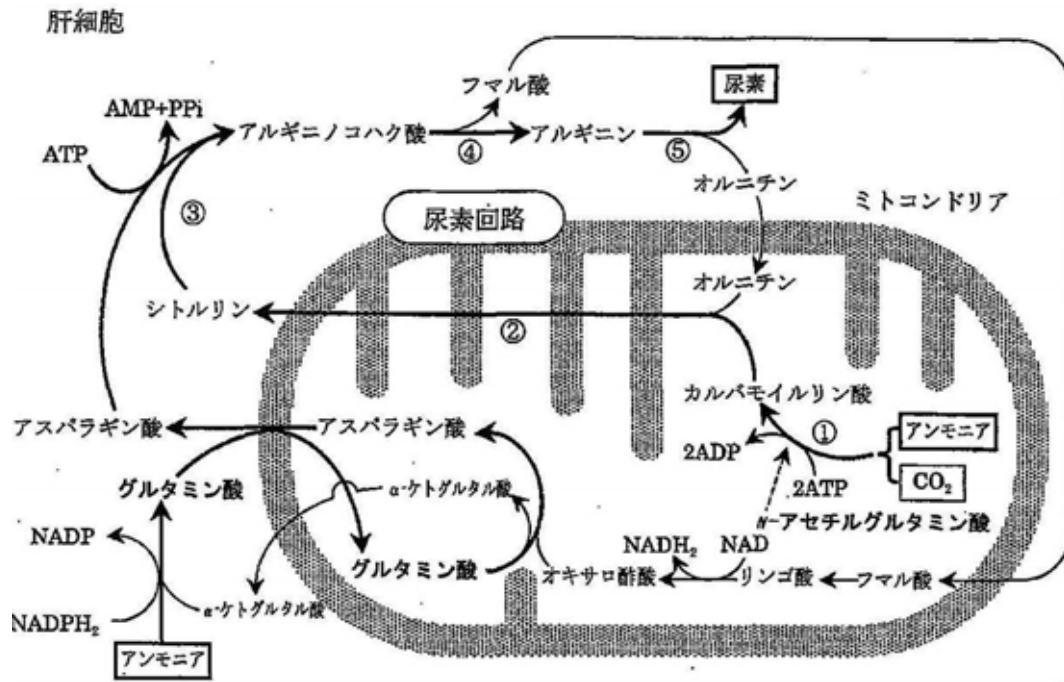 肝細胞
フマル酸
尿素
AMP+PPi
アルギニノコハク酸
アルギニン
④
⑤
ATP
オルニチン
③
ミトコンドリア
尿素回路
オルニチン
シトルリン
②
カルバモイルリン酸
①
アンモニア
アスパラギン酸
アスパラギン酸
2ADP
CO₂
2ATP
グルタミン酸
α-ケトグルタル酸
N-アセチルグルタミン酸
NADP
NADH₂
NAD
グルタミン酸
オキサロ酢酸
リンゴ酸
フマル酸
NADPH₂
α-ケトグルタル酸
アンモニア